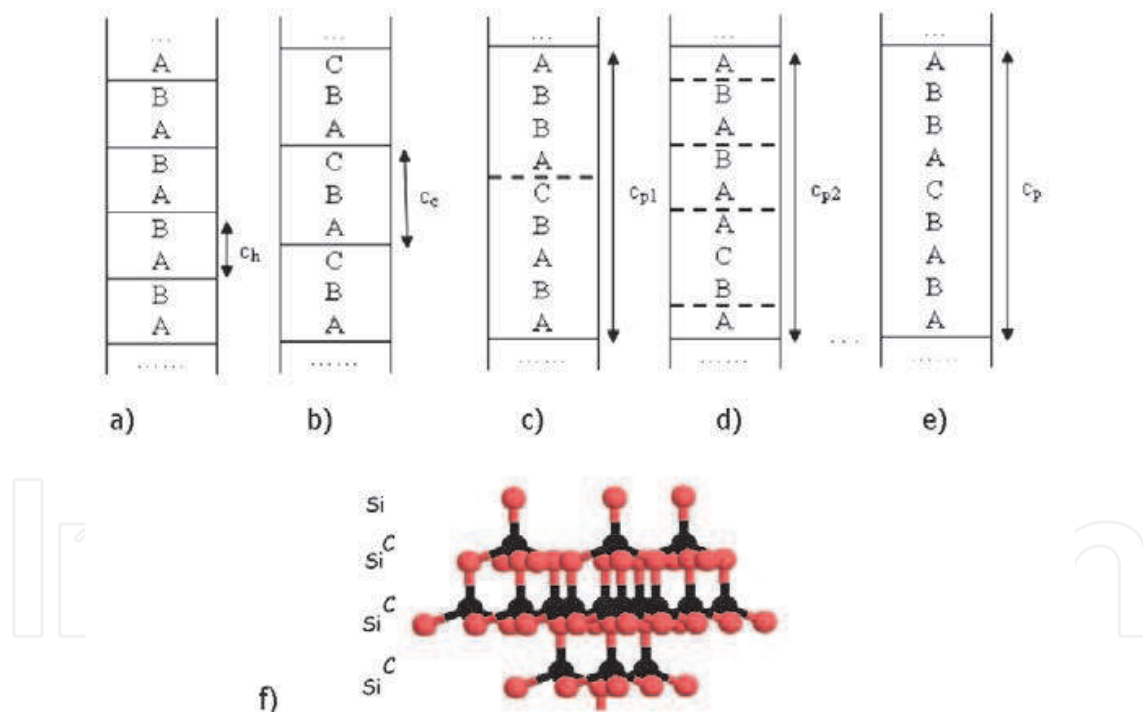 ... ... ... ... ...
A C A A A
B B B B B
A A B A B
B C A B A
c_c c_p1 c_p2 c_p
A B C A C
B A B A B
c_h
A C A C A
B B B B B
A A A A A
...... ...... ...... ...... ... ......
a) b) c) d) e)
Si
C
Si
C
Si
C
Si
f)